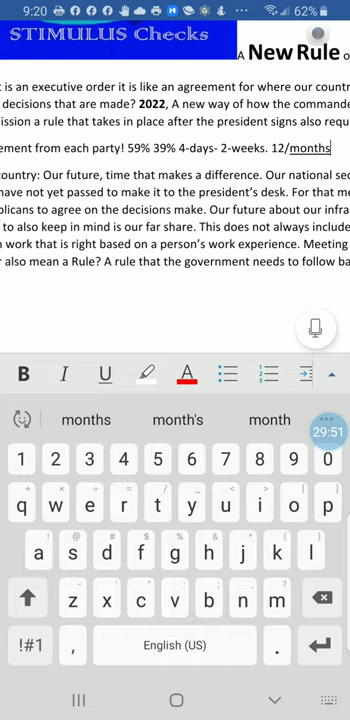 9:20 62%
STIMULUS Checks
A New Rule o
t is an executive order it is like an agreement for where our countr
decisions that are made? 2022, A new way of how the commande
ission a rule that takes in place after the president signs also requ
ement from each party! 59% 39% 4-days- 2-weeks. 12/months
country: Our future, time that makes a difference. Our national sec
have not yet passed to make it to the president's desk. For that me
blicans to agree on the decisions make. Our future about our infra
to also keep in mind is our far share. This does not always include
n work that is right based on a person's work experience. Meeting
r also mean a Rule? A rule that the government needs to follow ba
B I U A
months month's month
29:51
1 2 3 4 5 6 7 8 9 0
q w e r t y u i o p
a s d f g h j k l
z x c v b n m
!#1 , English (US) .